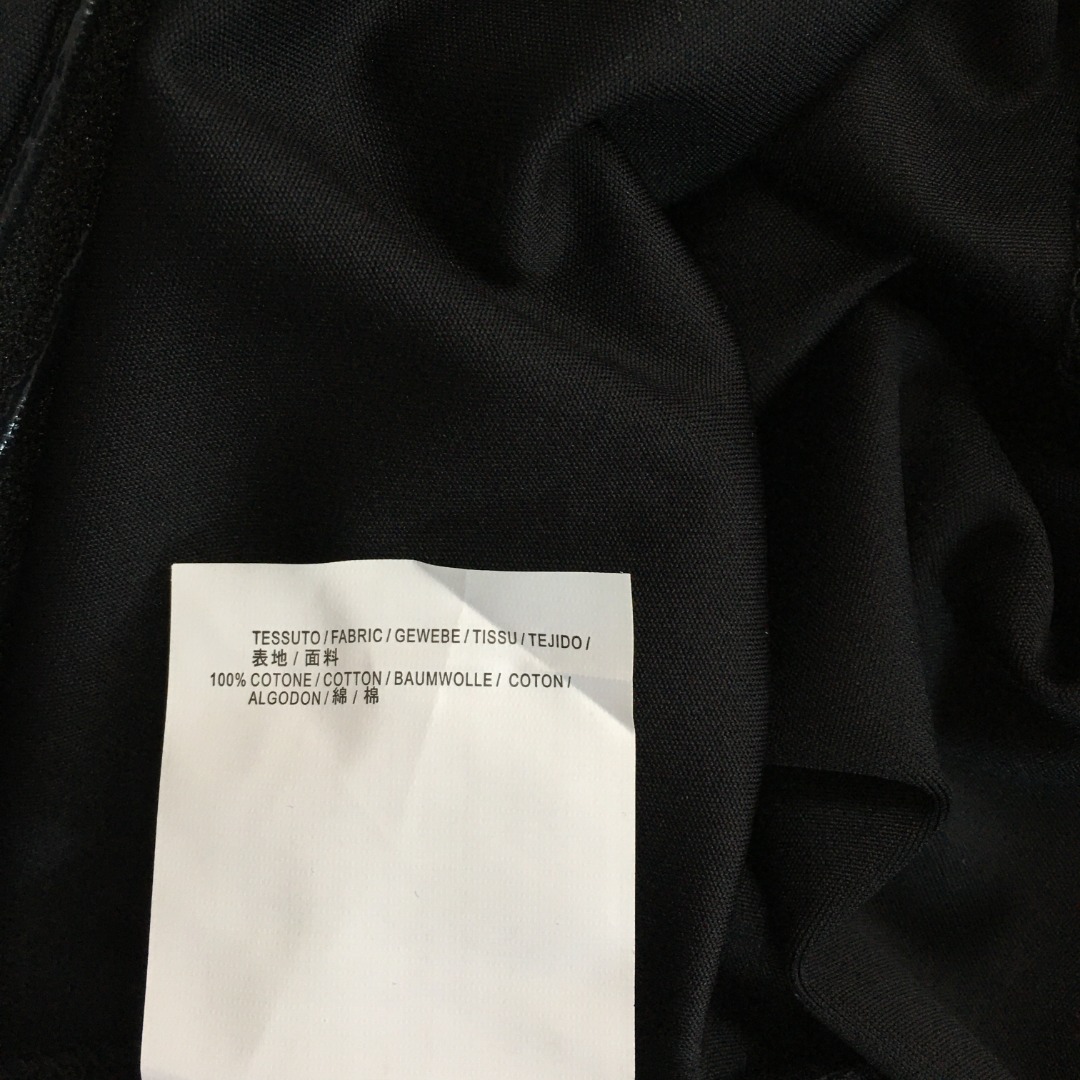 TESSUTO / FABRIC / GEWEBE / TISSU / TEJIDO /
表地 / 面料
100% COTONE / COTTON / BAUMWOLLE / COTON /
ALGODON / 綿 / 棉